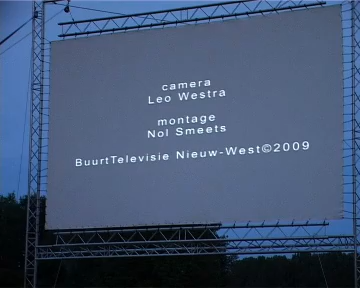 camera
Leo Westra
montage
Nol Smeets
BuurtTelevisie Nieuw-West©2009